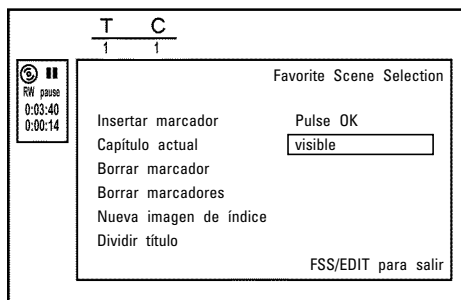 T C
1 1
RW pause
0:03:40
0:00:14
Favorite Scene Selection
Insertar marcador Pulse OK
Capítulo actual visible
Borrar marcador
Borrar marcadores
Nueva imagen de índice
Dividir título
FSS/EDIT para salir